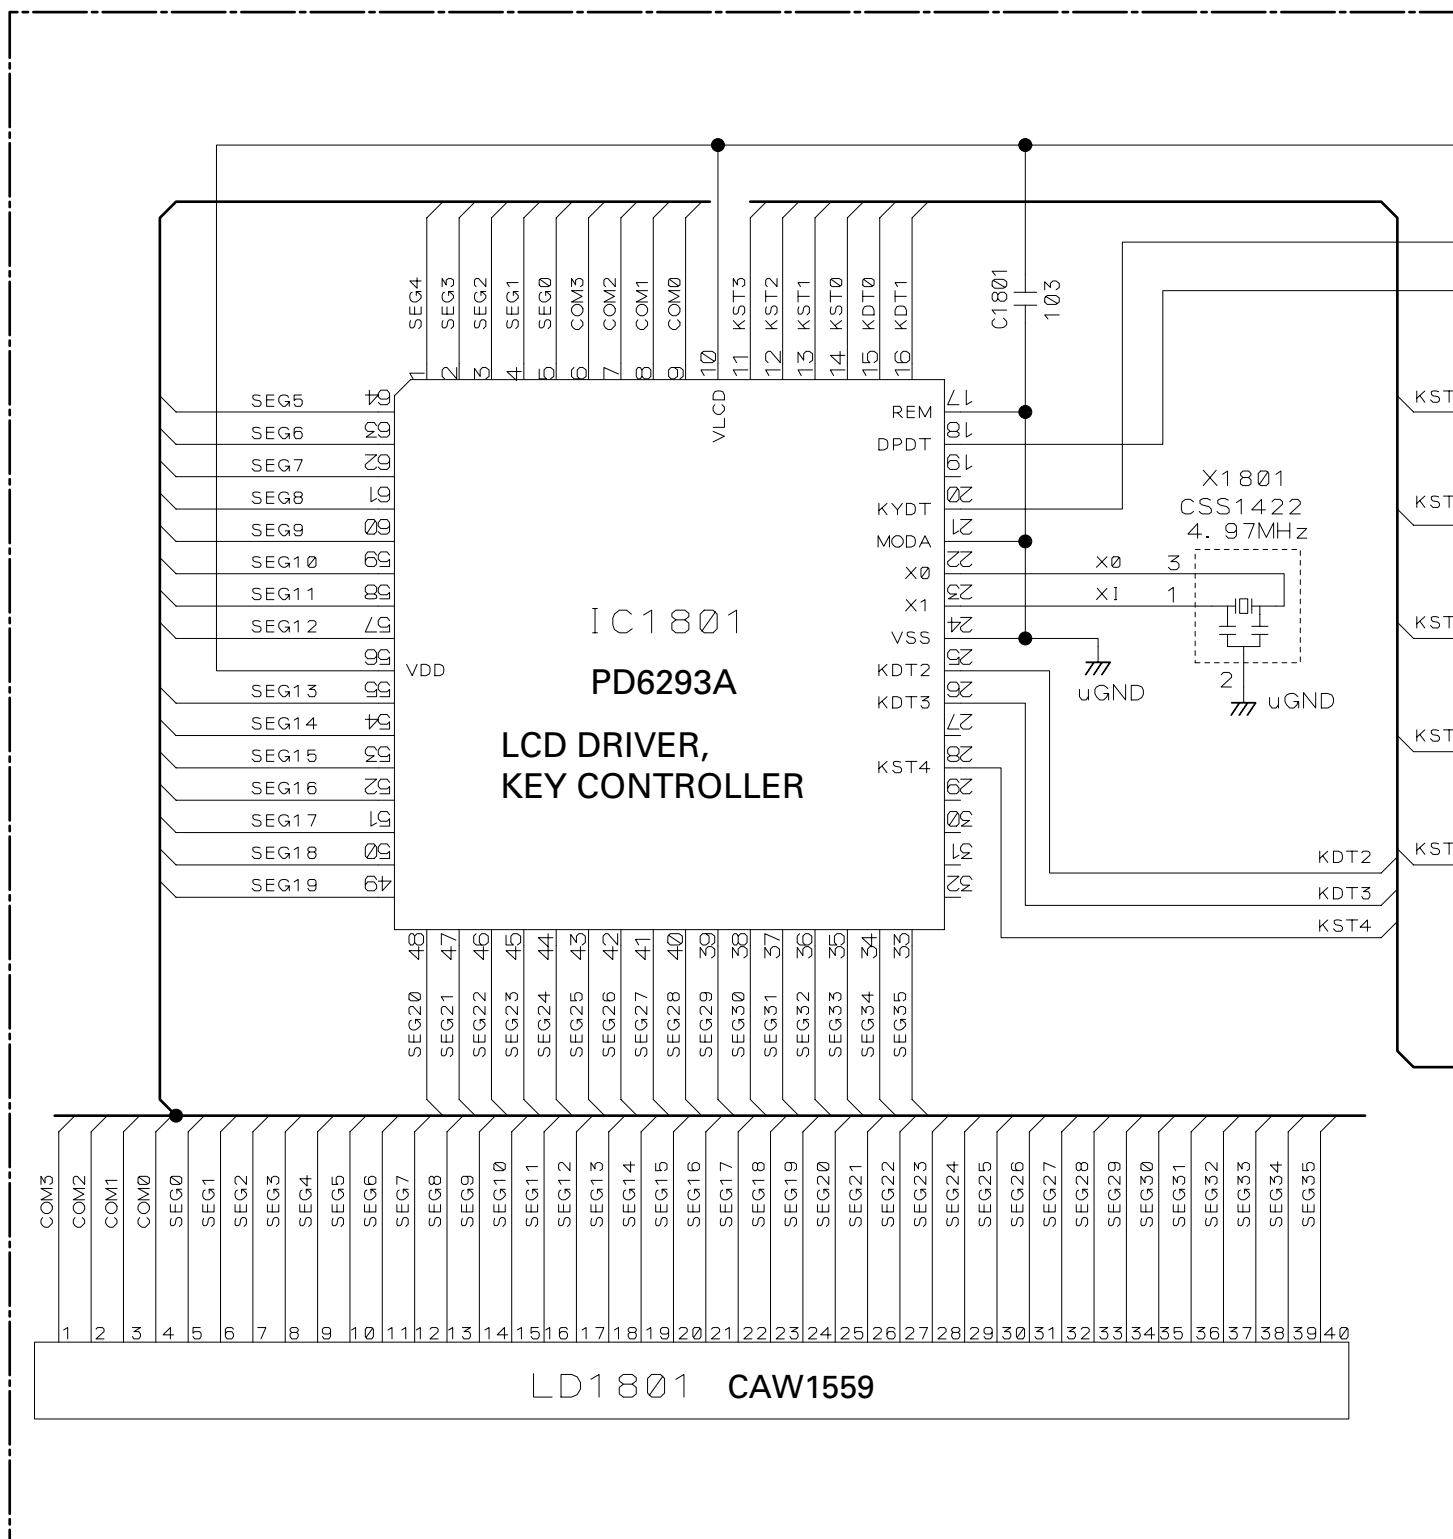 SEG4
SEG3
SEG2
SEG1
SEG0
COM3
COM2
COM1
COM0
KST3
KST2
KST1
KST0
KDT0
KDT1
C1801
103
1
2
3
4
5
6
7
8
9
10
11
12
13
14
15
16
VLCD
SEG5 64
SEG6 63
SEG7 62
SEG8 61
SEG9 60
SEG10 59
SEG11 58
SEG12 57
56 VDD
SEG13 55
SEG14 54
SEG15 53
SEG16 52
SEG17 51
SEG18 50
SEG19 49
REM 17
DPDT 18
19
KYDT 20
MODA 21
X0 22
X1 23
VSS 24
KDT2 25
KDT3 26
27
KST4 28
29
30
31
32
IC1801
PD6293A
LCD DRIVER,
KEY CONTROLLER
X1801
CSS1422
4.97MHz
X0 3
XI 1
2
uGND
uGND
KST
KST
KST
KST
KST
KDT2
KDT3
KST4
48
47
46
45
44
43
42
41
40
39
38
37
36
35
34
33
SEG20
SEG21
SEG22
SEG23
SEG24
SEG25
SEG26
SEG27
SEG28
SEG29
SEG30
SEG31
SEG32
SEG33
SEG34
SEG35
COM3
COM2
COM1
COM0
SEG0
SEG1
SEG2
SEG3
SEG4
SEG5
SEG6
SEG7
SEG8
SEG9
SEG10
SEG11
SEG12
SEG13
SEG14
SEG15
SEG16
SEG17
SEG18
SEG19
SEG20
SEG21
SEG22
SEG23
SEG24
SEG25
SEG26
SEG27
SEG28
SEG29
SEG30
SEG31
SEG32
SEG33
SEG34
SEG35
1 2 3 4 5 6 7 8 9 10 11 12 13 14 15 16 17 18 19 20 21 22 23 24 25 26 27 28 29 30 31 32 33 34 35 36 37 38 39 40
LD1801 CAW1559